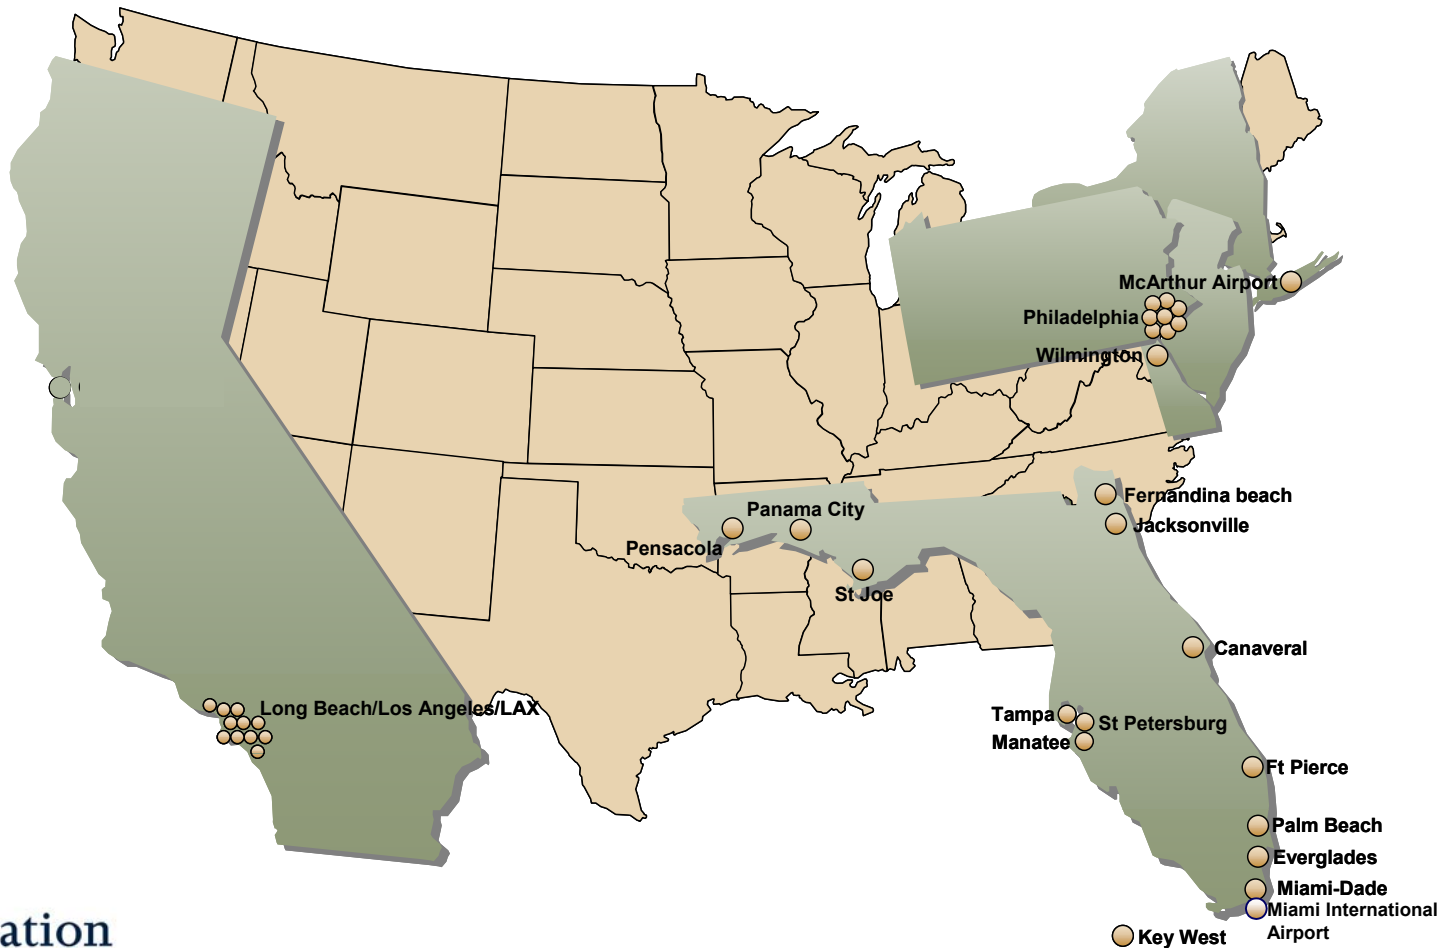 McArthur Airport
Philadelphia
Wilmington
Fernandina beach
Panama City
Jacksonville
Pensacola
St Joe
Canaveral
Long Beach/Los Angeles/LAX
Tampa
St Petersburg
Manatee
Ft Pierce
Palm Beach
Everglades
Miami-Dade
Miami International
Airport
Key West
ation